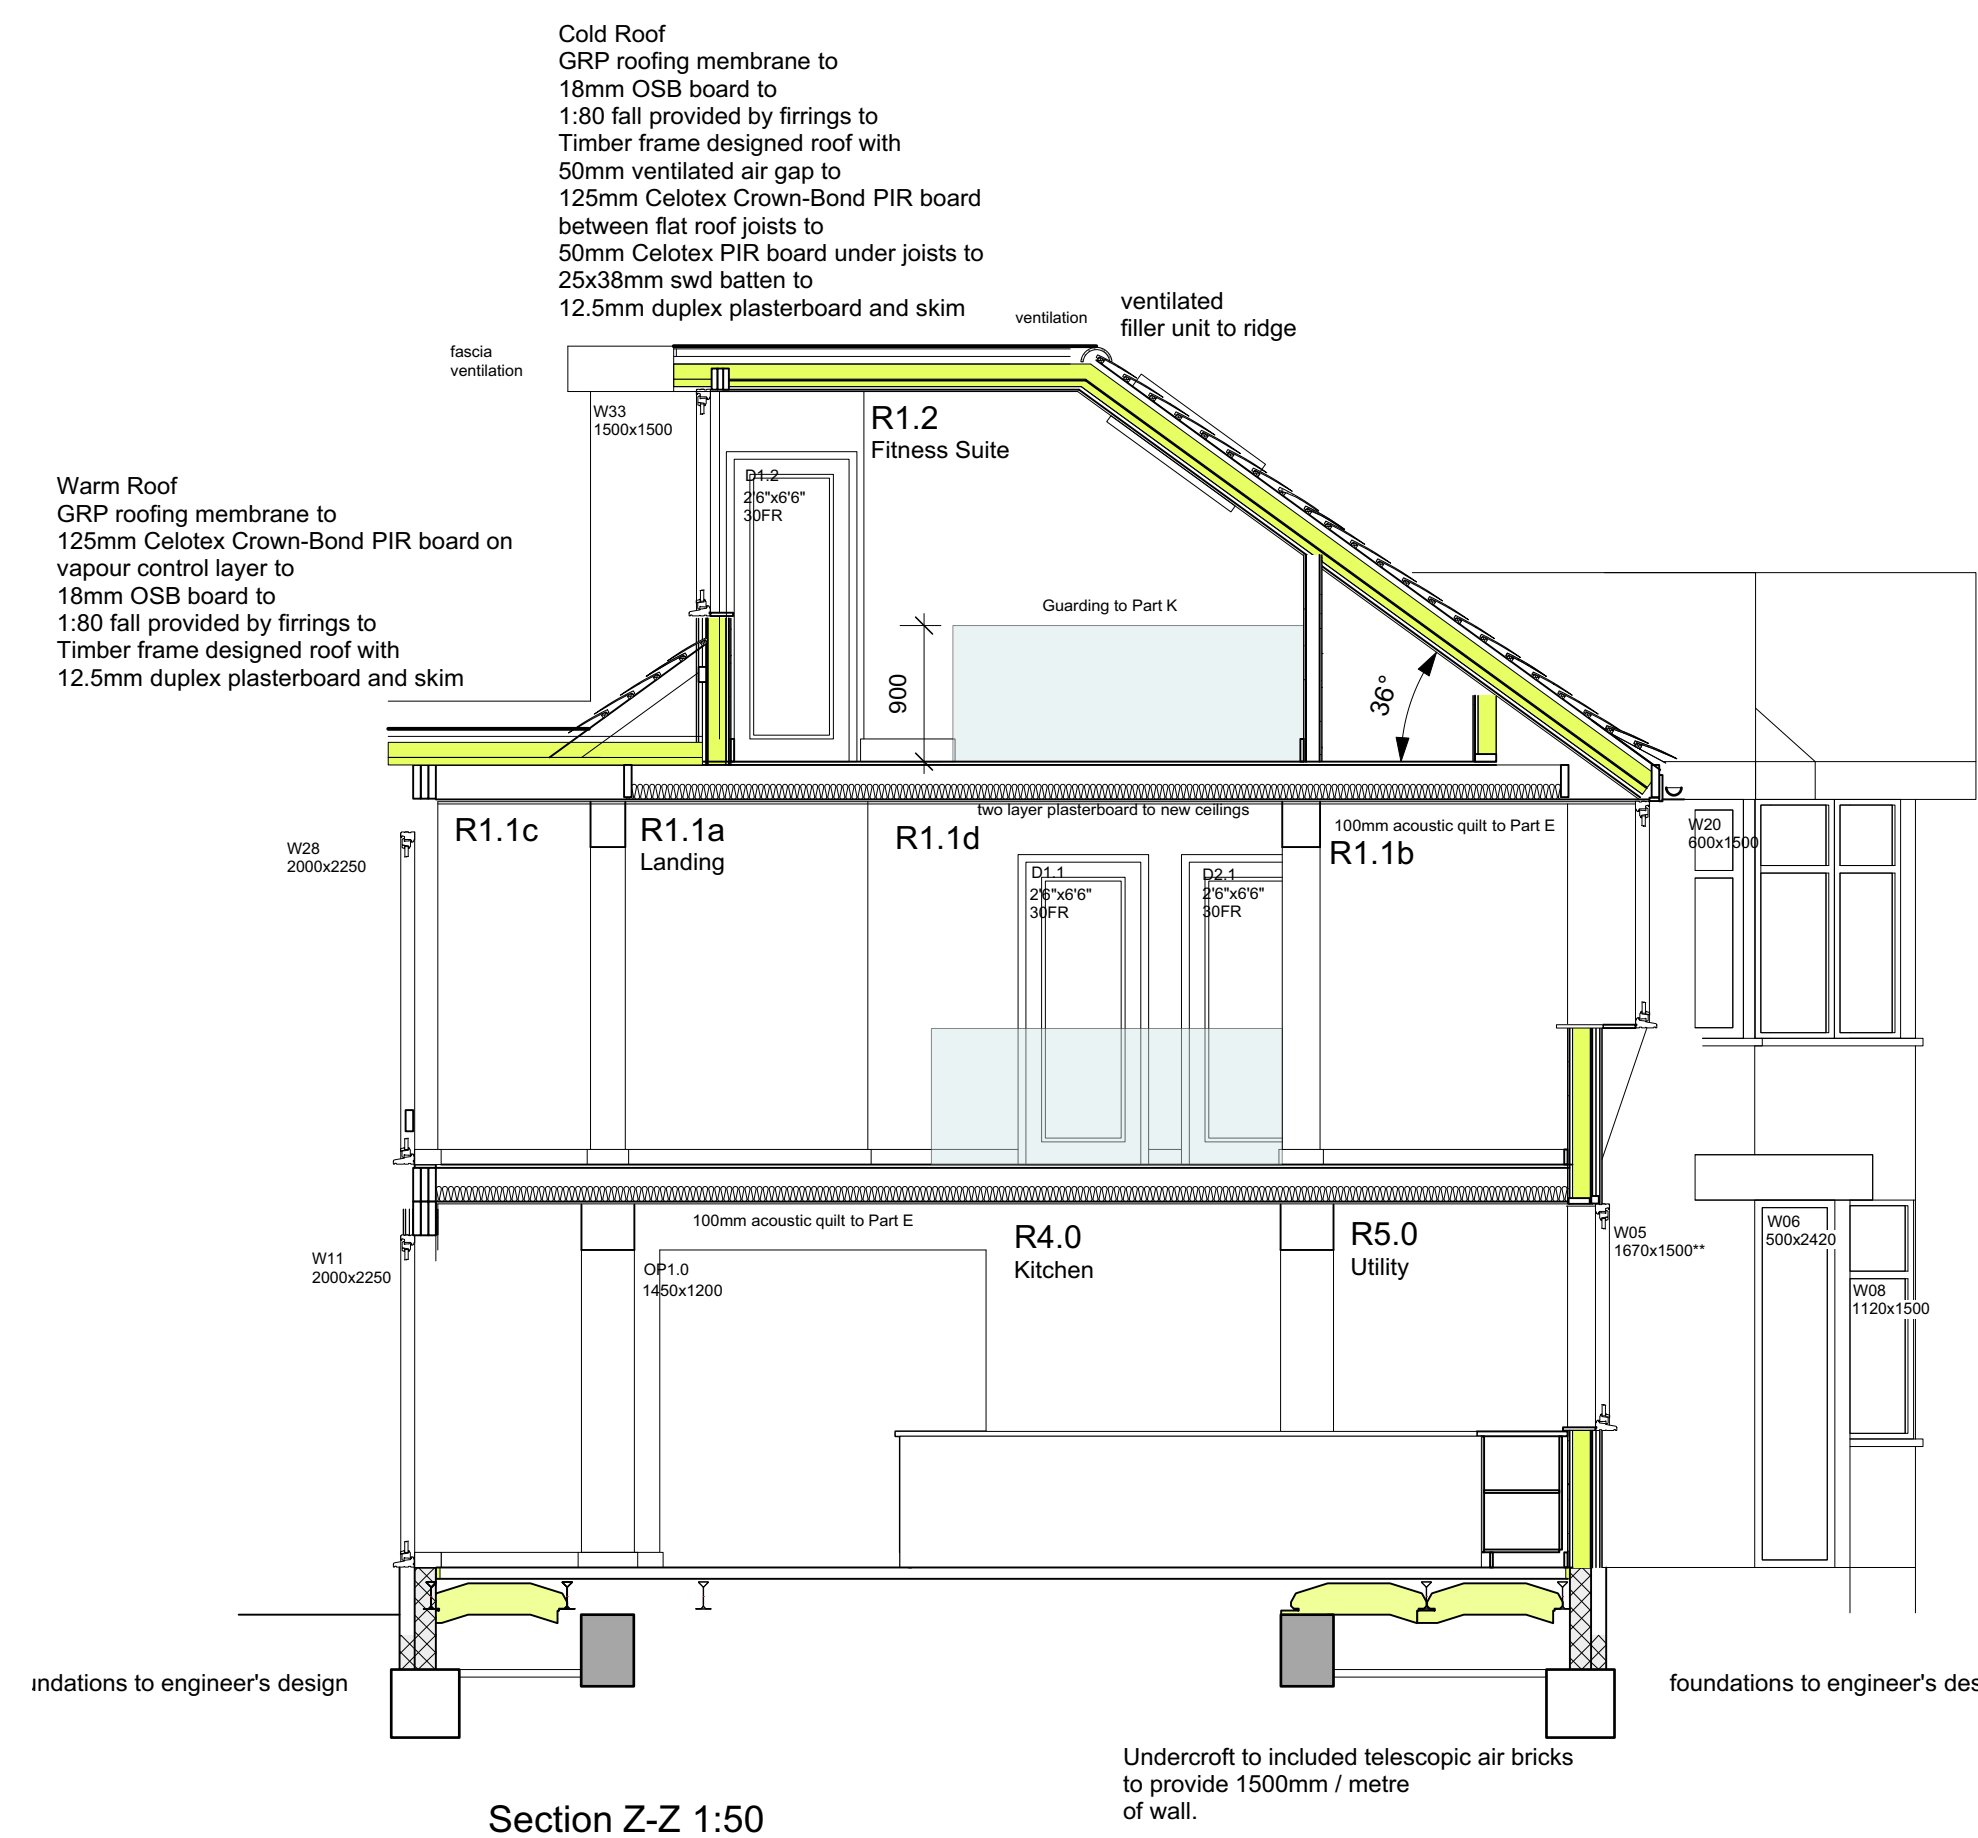 Cold Roof
GRP roofing membrane to
18mm OSB board to
1:80 fall provided by firrings to
Timber frame designed roof with
50mm ventilated air gap to
125mm Celotex Crown-Bond PIR board
between flat roof joists to
50mm Celotex PIR board under joists to
25x38mm swd batten to
12.5mm duplex plasterboard and skim
ventilation
ventilated
filler unit to ridge
fascia
ventilation
W33
1500x1500
R1.2
Fitness Suite
D1.2
2'6"x6'6"
30FR
Warm Roof
GRP roofing membrane to
125mm Celotex Crown-Bond PIR board on
vapour control layer to
18mm OSB board to
1:80 fall provided by firrings to
Timber frame designed roof with
12.5mm duplex plasterboard and skim
Guarding to Part K
900
36°
two layer plasterboard to new ceilings
R1.1c
R1.1a
Landing
R1.1d
100mm acoustic quilt to Part E
R1.1b
W20
600x1500
W28
2000x2250
D1.1
2'6"x6'6"
30FR
D2.1
2'6"x6'6"
30FR
100mm acoustic quilt to Part E
R4.0
Kitchen
R5.0
Utility
W05
1670x1500**
W06
500x2420
W11
2000x2250
OP1.0
1450x1200
W08
1120x1500
undations to engineer's design
foundations to engineer's des
Undercroft to included telescopic air bricks
to provide 1500mm / metre
of wall.
Section Z-Z 1:50